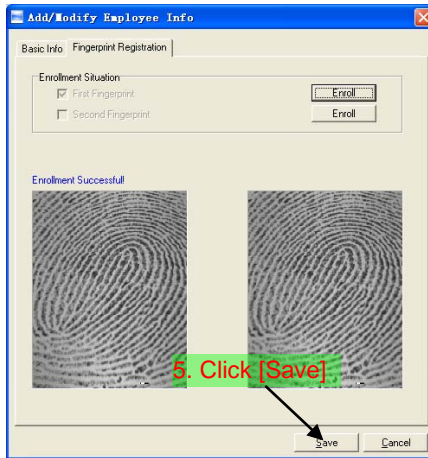 Add/Modify Employee Info
Basic Info Fingerprint Registration
Enrollment Situation
First Fingerprint Enroll
Second Fingerprint Enroll
Enrollment Successful!
5. Click [Save]
Save Cancel